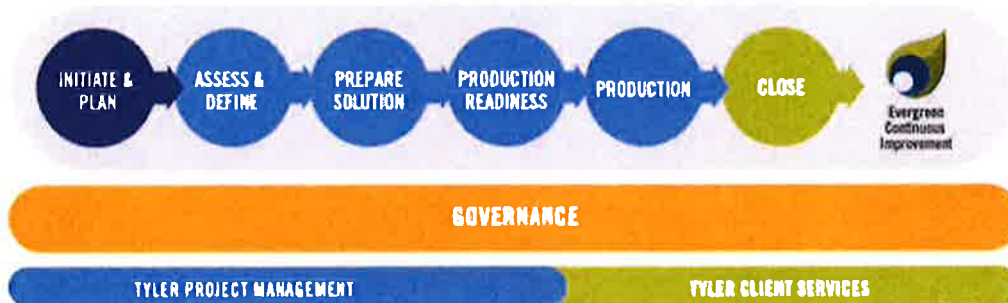 INITIATE &
PLAN
ASSESS &
DEFINE
PREPARE
SOLUTION
PRODUCTION
READINESS
PRODUCTION
CLOSE
Evergreen
Continuous
Improvement
GOVERNANCE
TYLER PROJECT MANAGEMENT
TYLER CLIENT SERVICES